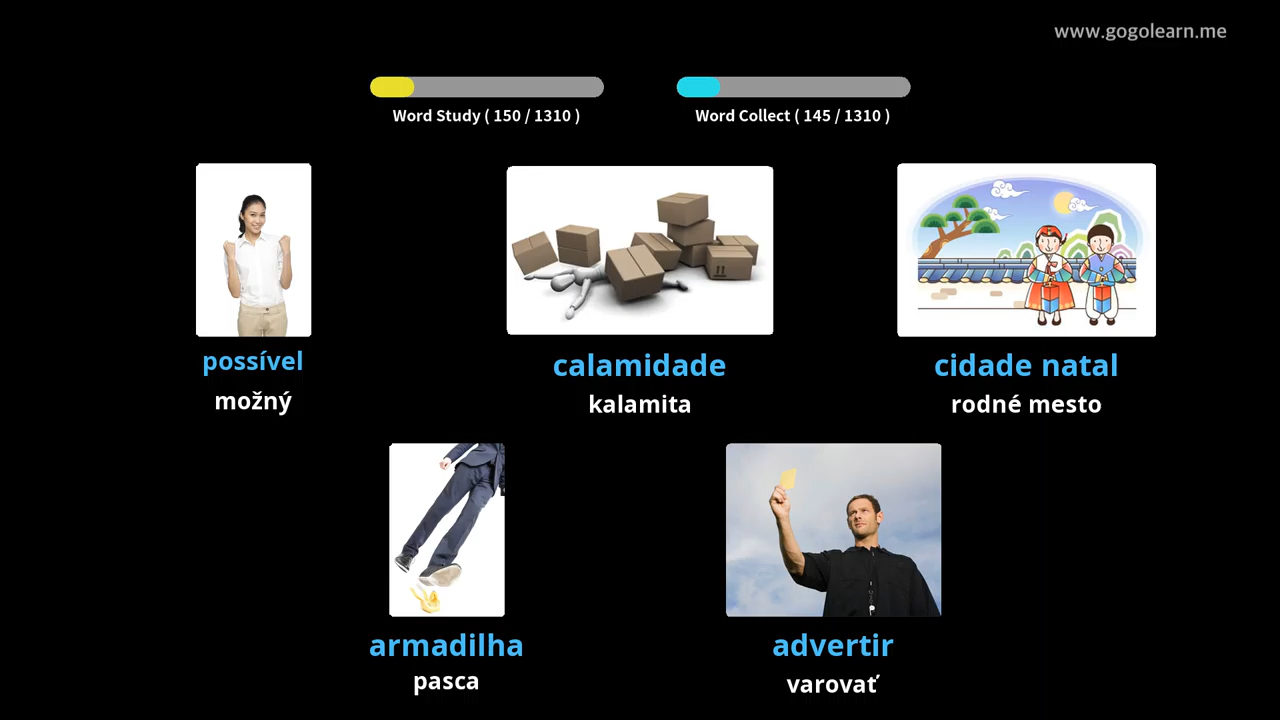 www.gogolearn.me
Word Study ( 150 / 1310 )
Word Collect ( 145 / 1310 )
possível
možný
calamidade
kalamita
cidade natal
rodné mesto
armadilha
pasca
advertir
varovať